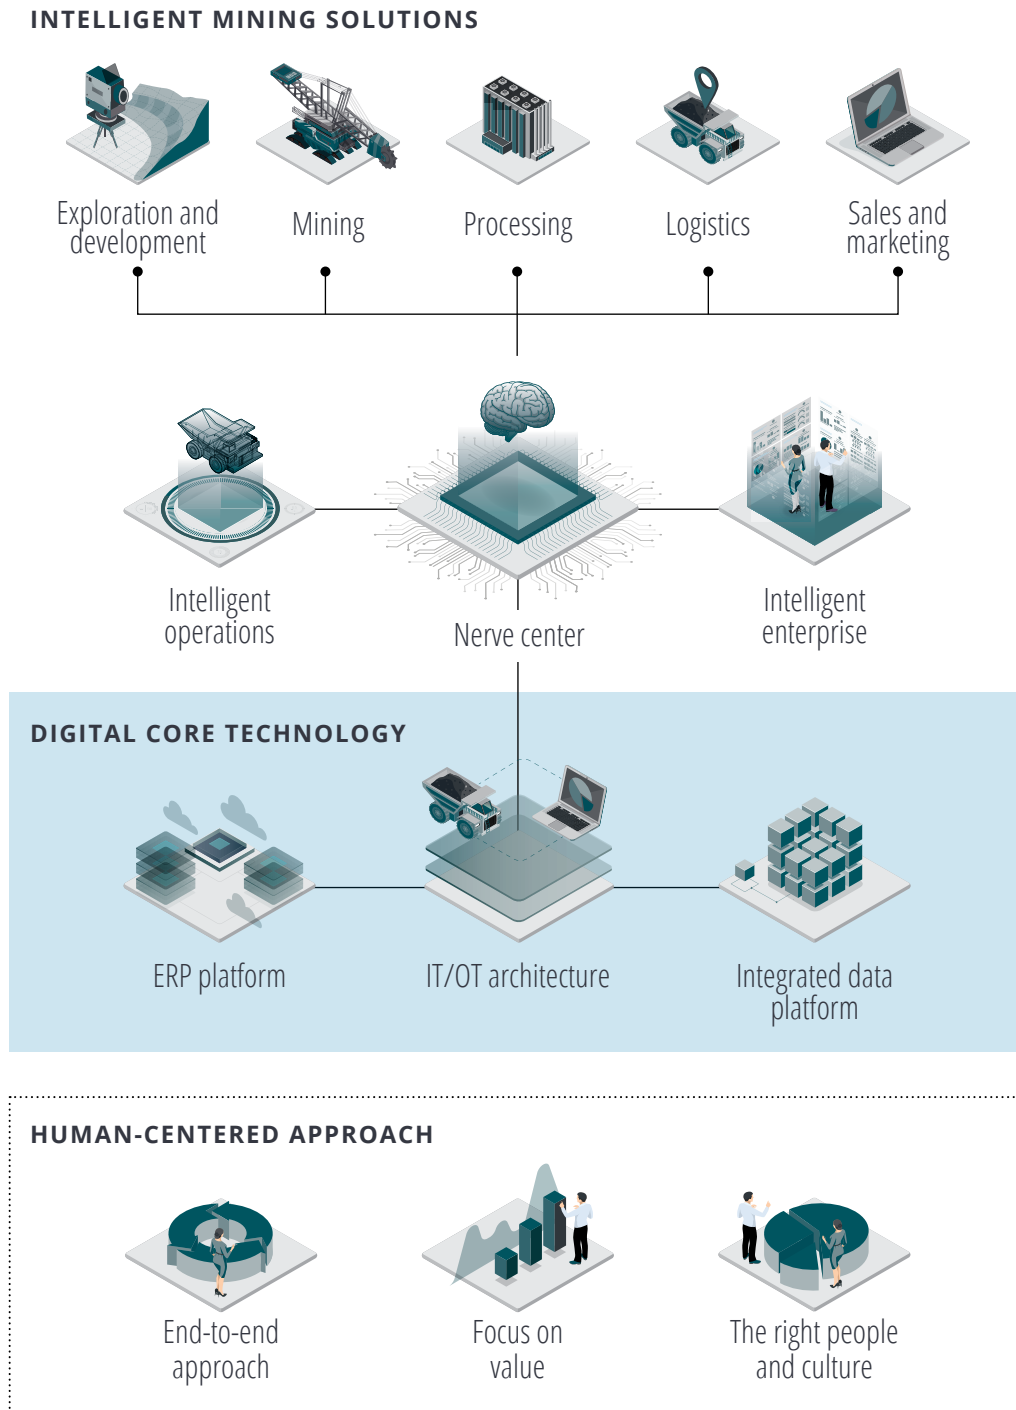 INTELLIGENT MINING SOLUTIONS
Exploration and
development
Mining
Processing
Logistics
Sales and
marketing
Intelligent
operations
Nerve center
Intelligent
enterprise
DIGITAL CORE TECHNOLOGY
ERP platform
IT/OT architecture
Integrated data
platform
HUMAN-CENTERED APPROACH
End-to-end
approach
Focus on
value
The right people
and culture